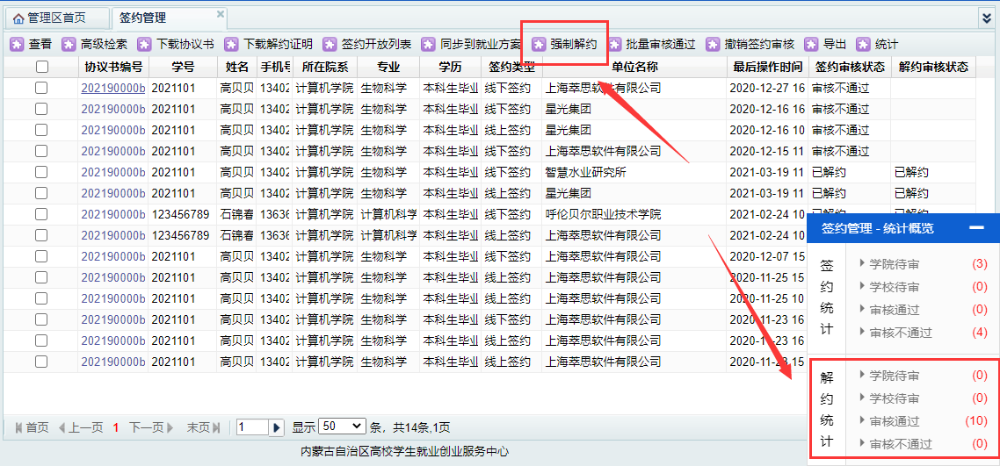 管理区首页 签约管理
查看 高级检索 下载协议书 下载解约证明 签约开放列表 同步到就业方案 强制解约 批量审核通过 撤销签约审核 导出 统计
协议书编号 学号 姓名 手机号 所在院系 专业 学历 签约类型 单位名称 最后操作时间 签约审核状态 解约审核状态
202190000b 2021101 高贝贝 13402 计算机学院 生物科学 本科生毕业 线下签约 上海萃思软件有限公司 2020-12-27 16 审核不通过
202190000b 2021101 高贝贝 13402 计算机学院 生物科学 本科生毕业 线下签约 星光集团 2020-12-16 16 审核不通过
202190000b 2021101 高贝贝 13402 计算机学院 生物科学 本科生毕业 线下签约 星光集团 2020-12-16 10 审核不通过
202190000b 2021101 高贝贝 13402 计算机学院 生物科学 本科生毕业 线下签约 上海萃思软件有限公司 2020-12-15 11 审核不通过
202190000b 2021101 高贝贝 13402 计算机学院 生物科学 本科生毕业 线下签约 智慧水业研究所 2021-03-19 11 已解约 已解约
202190000b 2021101 高贝贝 13402 计算机学院 生物科学 本科生毕业 线下签约 星光集团 2021-03-19 11 已解约 已解约
202190000b 123456789 石锦春 13636 计算机学院 计算机科学 本科生毕业 线下签约 呼伦贝尔职业技术学院 2021-02-24 10 已解约 已解约
202190000b 123456789 石锦春 13636 计算机学院 计算机科学 本科生毕业 线下签约 上海萃思软件有限公司 2021-02-24 10
202190000b 2021101 高贝贝 13402 计算机学院 生物科学 本科生毕业 线下签约 上海萃思软件有限公司 2020-12-07 15
202190000b 2021101 高贝贝 13402 计算机学院 生物科学 本科生毕业 线上签约 上海萃思软件有限公司 2020-11-25 15
202190000b 2021101 高贝贝 13402 计算机学院 生物科学 本科生毕业 线上签约 上海萃思软件有限公司 2020-11-25 10
202190000b 2021101 高贝贝 13402 计算机学院 生物科学 本科生毕业 线上签约 上海萃思软件有限公司 2020-11-23 16
202190000b 2021101 高贝贝 13402 计算机学院 生物科学 本科生毕业 线上签约 上海萃思软件有限公司 2020-11-23 16
202190000b 2021101 高贝贝 13402 计算机学院 生物科学 本科生毕业 线上签约 上海萃思软件有限公司 2020-11-23 15
签约管理 - 统计概览
签约统计
学院待审 (3)
学校待审 (0)
审核通过 (0)
审核不通过 (4)
解约统计
学院待审 (0)
学校待审 (0)
审核通过 (10)
审核不通过 (0)
首页 上一页 1 下一页 末页 1 显示 50 条，共14条,1页
内蒙古自治区高校学生就业创业服务中心